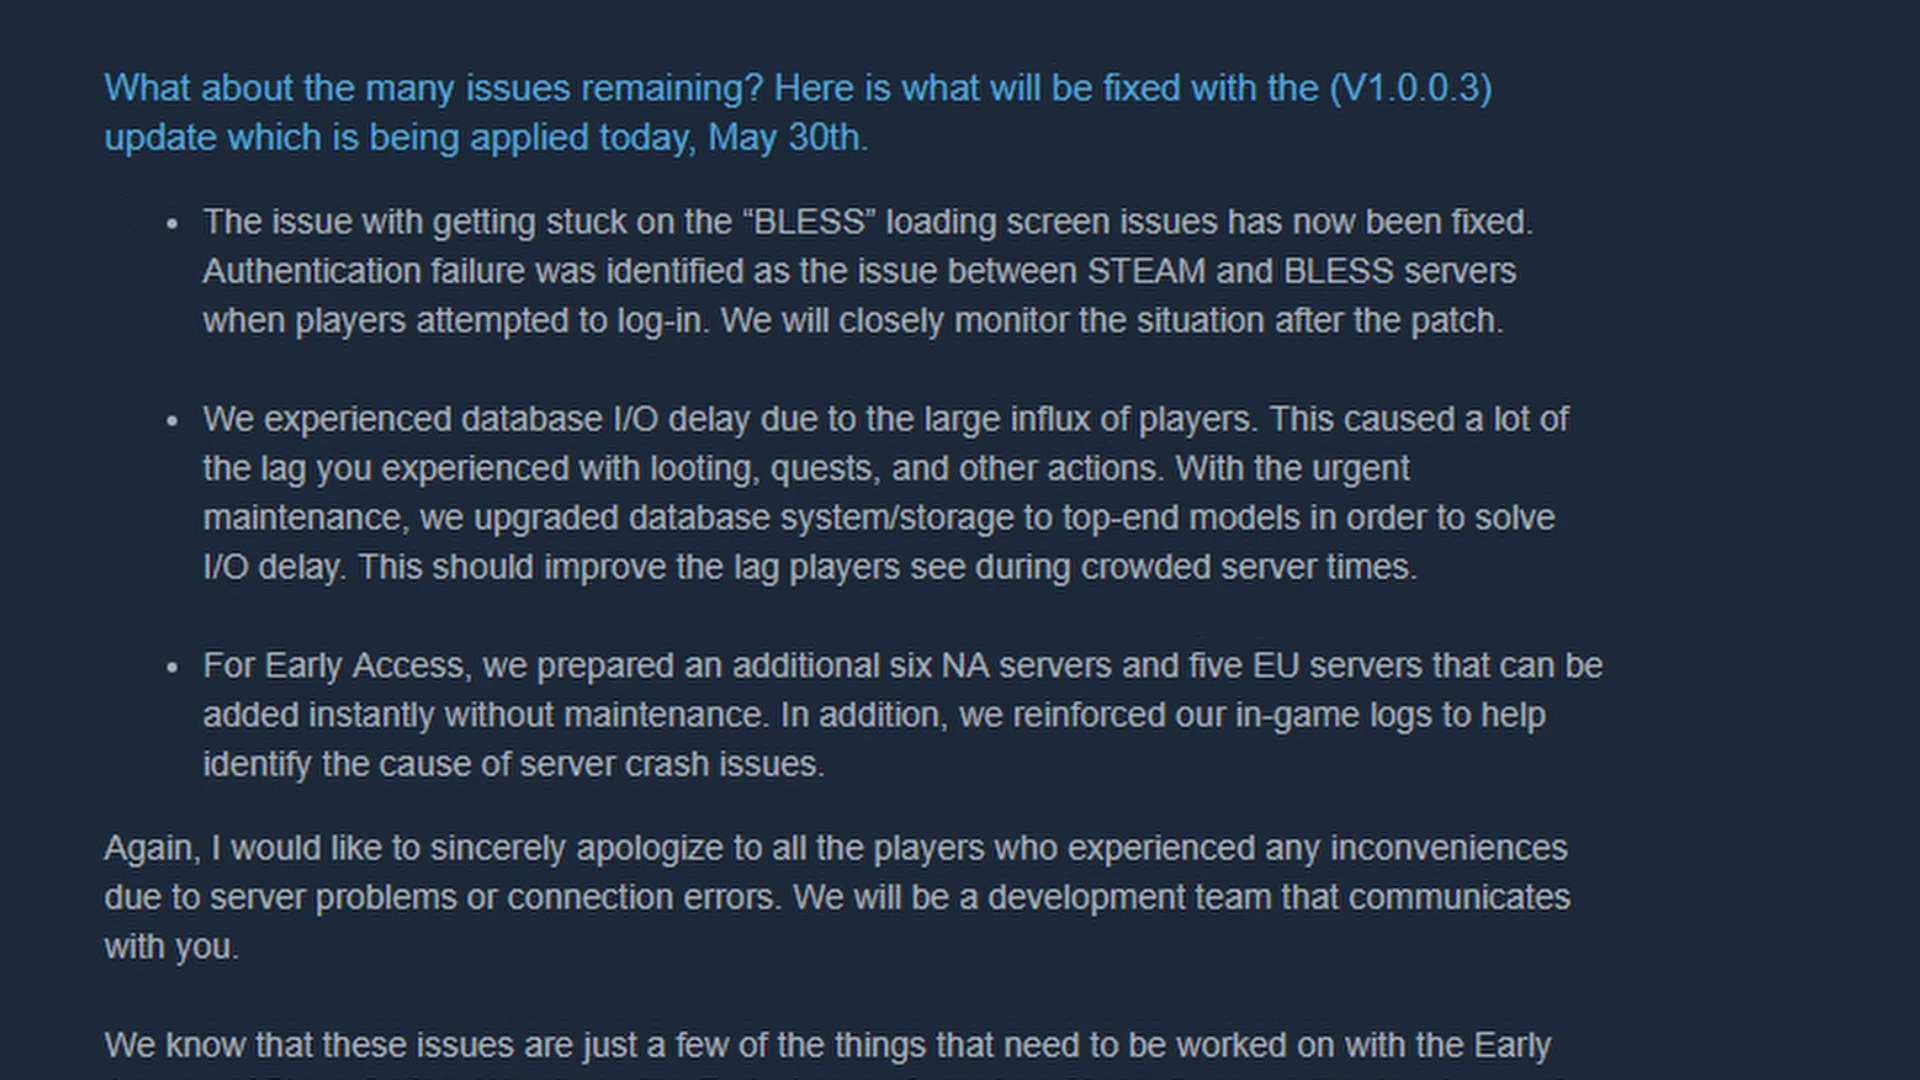 What about the many issues remaining? Here is what will be fixed with the (V1.0.0.3)
update which is being applied today, May 30th.
• The issue with getting stuck on the “BLESS” loading screen issues has now been fixed.
Authentication failure was identified as the issue between STEAM and BLESS servers
when players attempted to log-in. We will closely monitor the situation after the patch.
• We experienced database I/O delay due to the large influx of players. This caused a lot of
the lag you experienced with looting, quests, and other actions. With the urgent
maintenance, we upgraded database system/storage to top-end models in order to solve
I/O delay. This should improve the lag players see during crowded server times.
• For Early Access, we prepared an additional six NA servers and five EU servers that can be
added instantly without maintenance. In addition, we reinforced our in-game logs to help
identify the cause of server crash issues.
Again, I would like to sincerely apologize to all the players who experienced any inconveniences
due to server problems or connection errors. We will be a development team that communicates
with you.
We know that these issues are just a few of the things that need to be worked on with the Early